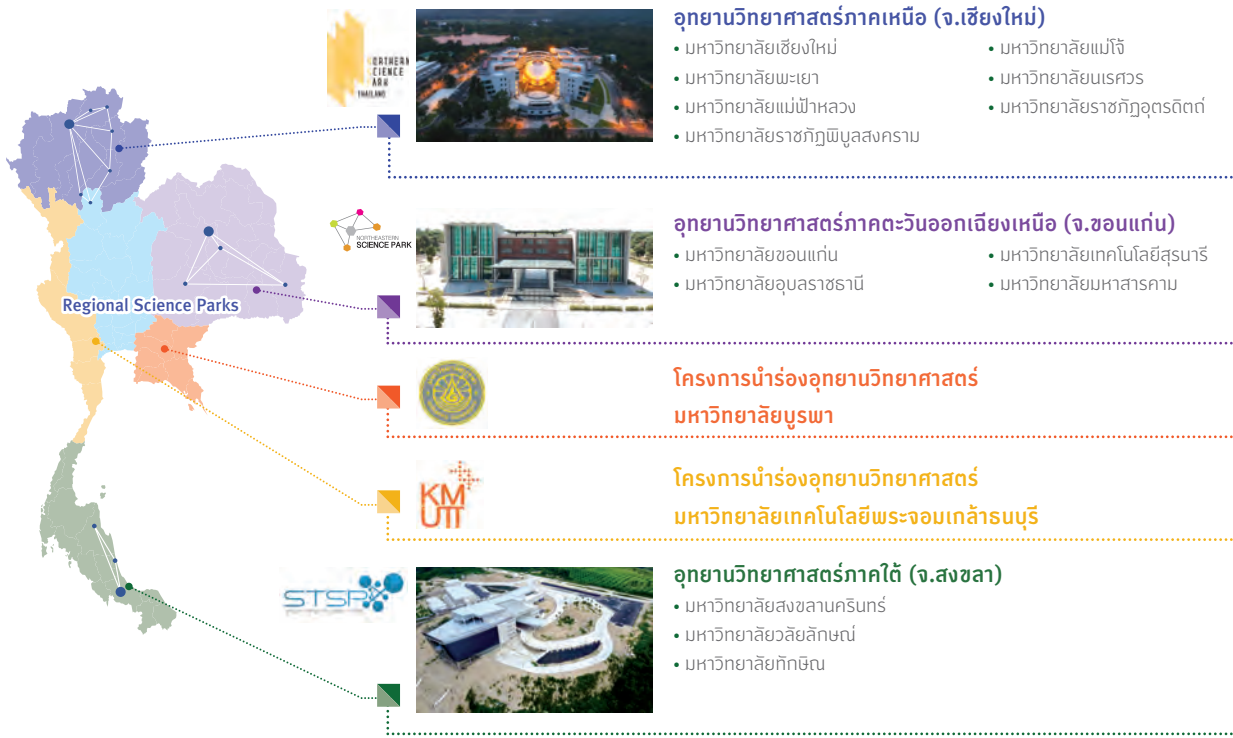 ORTHERN
CIENCE
ARK
THAILAND
อุทยานวิทยาศาสตร์ภาคเหนือ (จ.เชียงใหม่)
• มหาวิทยาลัยเชียงใหม่
• มหาวิทยาลัยแม่โจ้
• มหาวิทยาลัยพะเยา
• มหาวิทยาลัยนเรศวร
• มหาวิทยาลัยแม่ฟ้าหลวง
• มหาวิทยาลัยราชภัฏอุตรดิตถ์
• มหาวิทยาลัยราชภัฏพิบูลสงคราม
NORTHEASTERN
SCIENCE PARK
อุทยานวิทยาศาสตร์ภาคตะวันออกเฉียงเหนือ (จ.ขอนแก่น)
• มหาวิทยาลัยขอนแก่น
• มหาวิทยาลัยเทคโนโลยีสุรนารี
• มหาวิทยาลัยอุบลราชธานี
• มหาวิทยาลัยมหาสารคาม
Regional Science Parks
โครงการนำร่องอุทยานวิทยาศาสตร์
มหาวิทยาลัยบูรพา
KM
UTT
โครงการนำร่องอุทยานวิทยาศาสตร์
มหาวิทยาลัยเทคโนโลยีพระจอมเกล้าธนบุรี
STSP
อุทยานวิทยาศาสตร์ภาคใต้ (จ.สงขลา)
• มหาวิทยาลัยสงขลานครินทร์
• มหาวิทยาลัยวลัยลักษณ์
• มหาวิทยาลัยทักษิณ